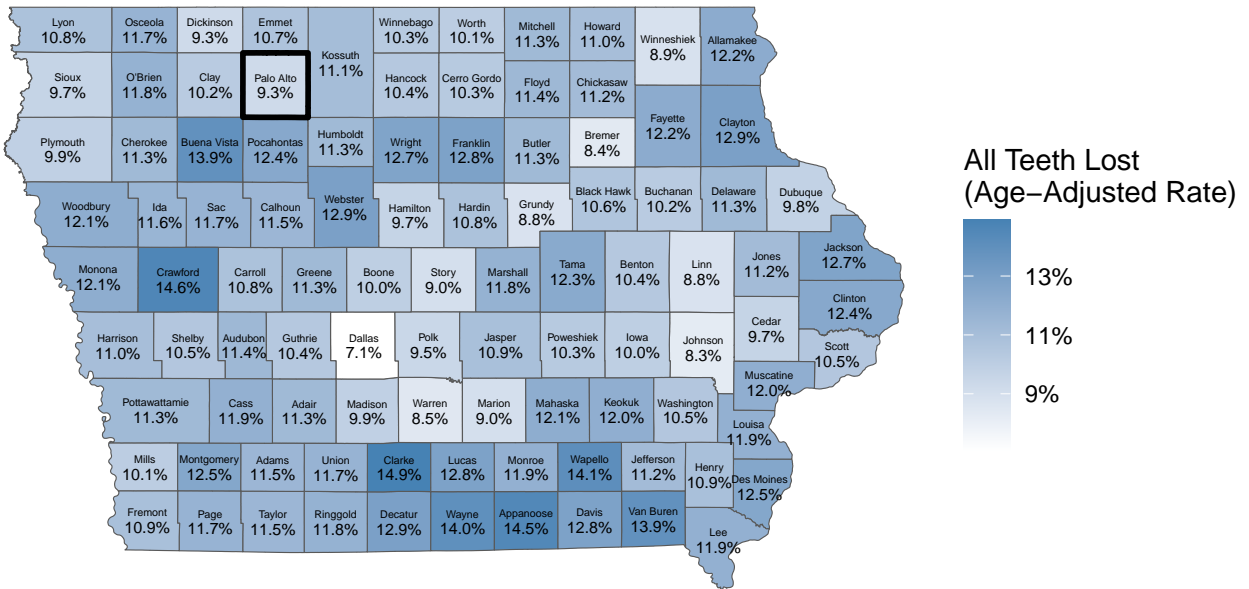 Lyon
10.8%
Osceola
11.7%
Dickinson
9.3%
Emmet
10.7%
Kossuth
11.1%
Winnebago
10.3%
Worth
10.1%
Mitchell
11.3%
Howard
11.0%
Winneshiek
8.9%
Allamakee
12.2%
Sioux
9.7%
O'Brien
11.8%
Clay
10.2%
Palo Alto
9.3%
Hancock
10.4%
Cerro Gordo
10.3%
Floyd
11.4%
Chickasaw
11.2%
Fayette
12.2%
Clayton
12.9%
Plymouth
9.9%
Cherokee
11.3%
Buena Vista
13.9%
Pocahontas
12.4%
Humboldt
11.3%
Wright
12.7%
Franklin
12.8%
Butler
11.3%
Bremer
8.4%
Woodbury
12.1%
Ida
11.6%
Sac
11.7%
Calhoun
11.5%
Webster
12.9%
Hamilton
9.7%
Hardin
10.8%
Grundy
8.8%
Black Hawk
10.6%
Buchanan
10.2%
Delaware
11.3%
Dubuque
9.8%
Monona
12.1%
Crawford
14.6%
Carroll
10.8%
Greene
11.3%
Boone
10.0%
Story
9.0%
Marshall
11.8%
Tama
12.3%
Benton
10.4%
Linn
8.8%
Jones
11.2%
Jackson
12.7%
Clinton
12.4%
Harrison
11.0%
Shelby
10.5%
Audubon
11.4%
Guthrie
10.4%
Dallas
7.1%
Polk
9.5%
Jasper
10.9%
Poweshiek
10.3%
Iowa
10.0%
Johnson
8.3%
Cedar
9.7%
Scott
10.5%
Muscatine
12.0%
Pottawattamie
11.3%
Cass
11.9%
Adair
11.3%
Madison
9.9%
Warren
8.5%
Marion
9.0%
Mahaska
12.1%
Keokuk
12.0%
Washington
10.5%
Louisa
11.9%
Mills
10.1%
Montgomery
12.5%
Adams
11.5%
Union
11.7%
Clarke
14.9%
Lucas
12.8%
Monroe
11.9%
Wapello
14.1%
Jefferson
11.2%
Henry
10.9%
Des Moines
12.5%
Fremont
10.9%
Page
11.7%
Taylor
11.5%
Ringgold
11.8%
Decatur
12.9%
Wayne
14.0%
Appanoose
14.5%
Davis
12.8%
Van Buren
13.9%
Lee
11.9%
All Teeth Lost
(Age−Adjusted Rate)
13%
11%
9%